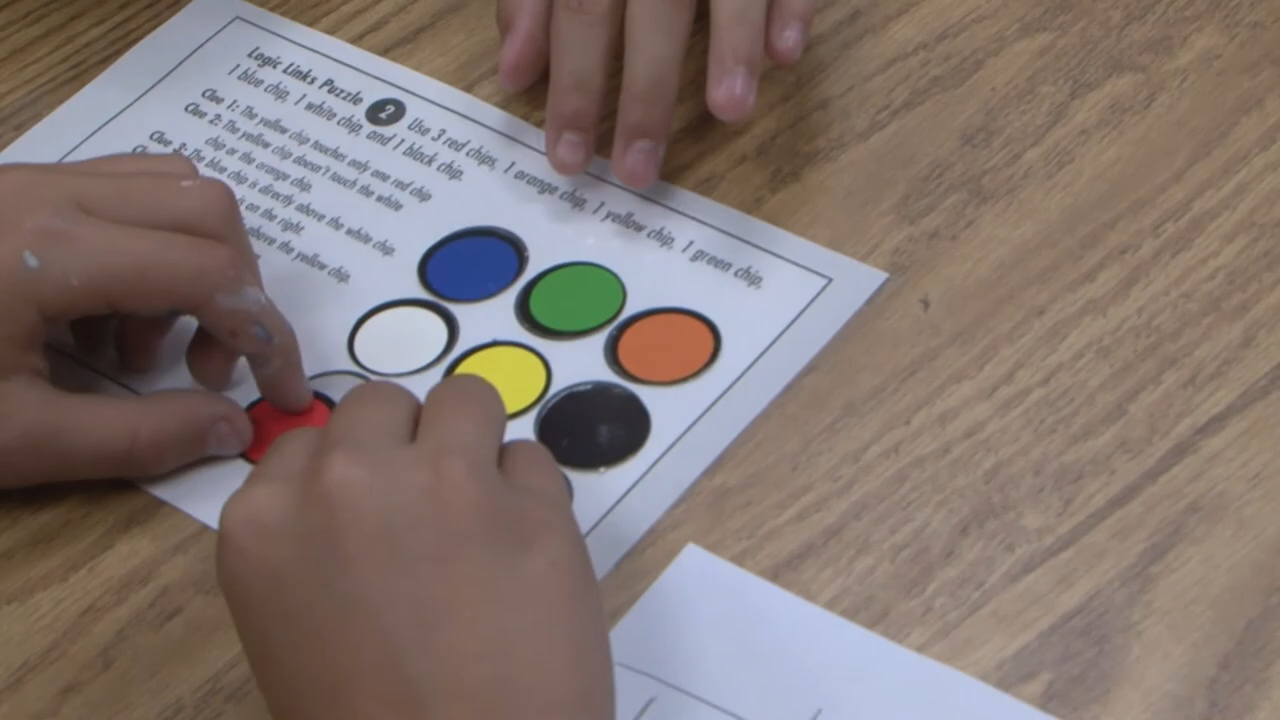 Logic Links Puzzle 2 Use 3 red chips, 1 orange chip, 1 yellow chip, 1 green chip,
1 blue chip, 1 white chip, and 1 black chip.
Clue 1: The yellow chip touches only one red chip
Clue 2: The yellow chip doesn't touch the white
chip or the orange chip.
Clue 3: The blue chip is directly above the white chip.
is on the right.
above the yellow chip.